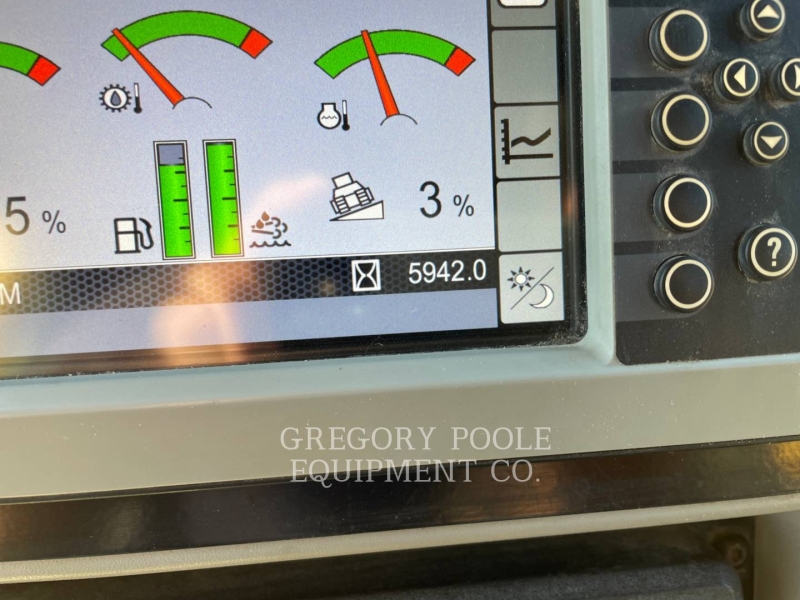 5 %
3 %
M
5942.0
?
GREGORY POOLE
EQUIPMENT CO.